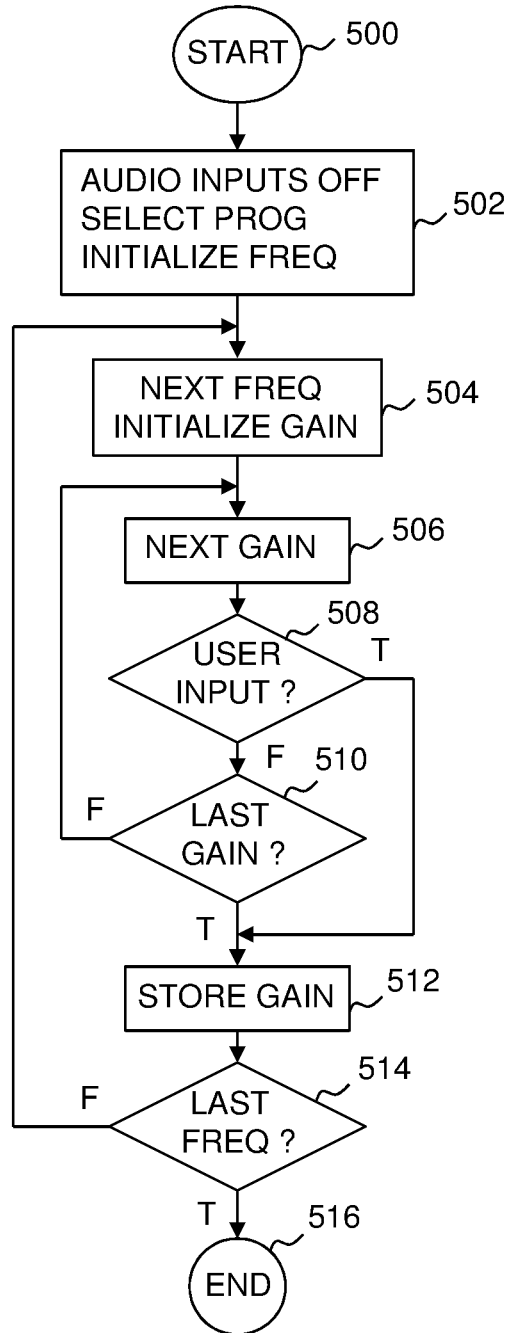 START
500
AUDIO INPUTS OFF
SELECT PROG
INITIALIZE FREQ
502
NEXT FREQ
INITIALIZE GAIN
504
NEXT GAIN
506
508
USER
INPUT ?
T
F
510
LAST
GAIN ?
F
T
STORE GAIN
512
514
LAST
FREQ ?
F
T
516
END